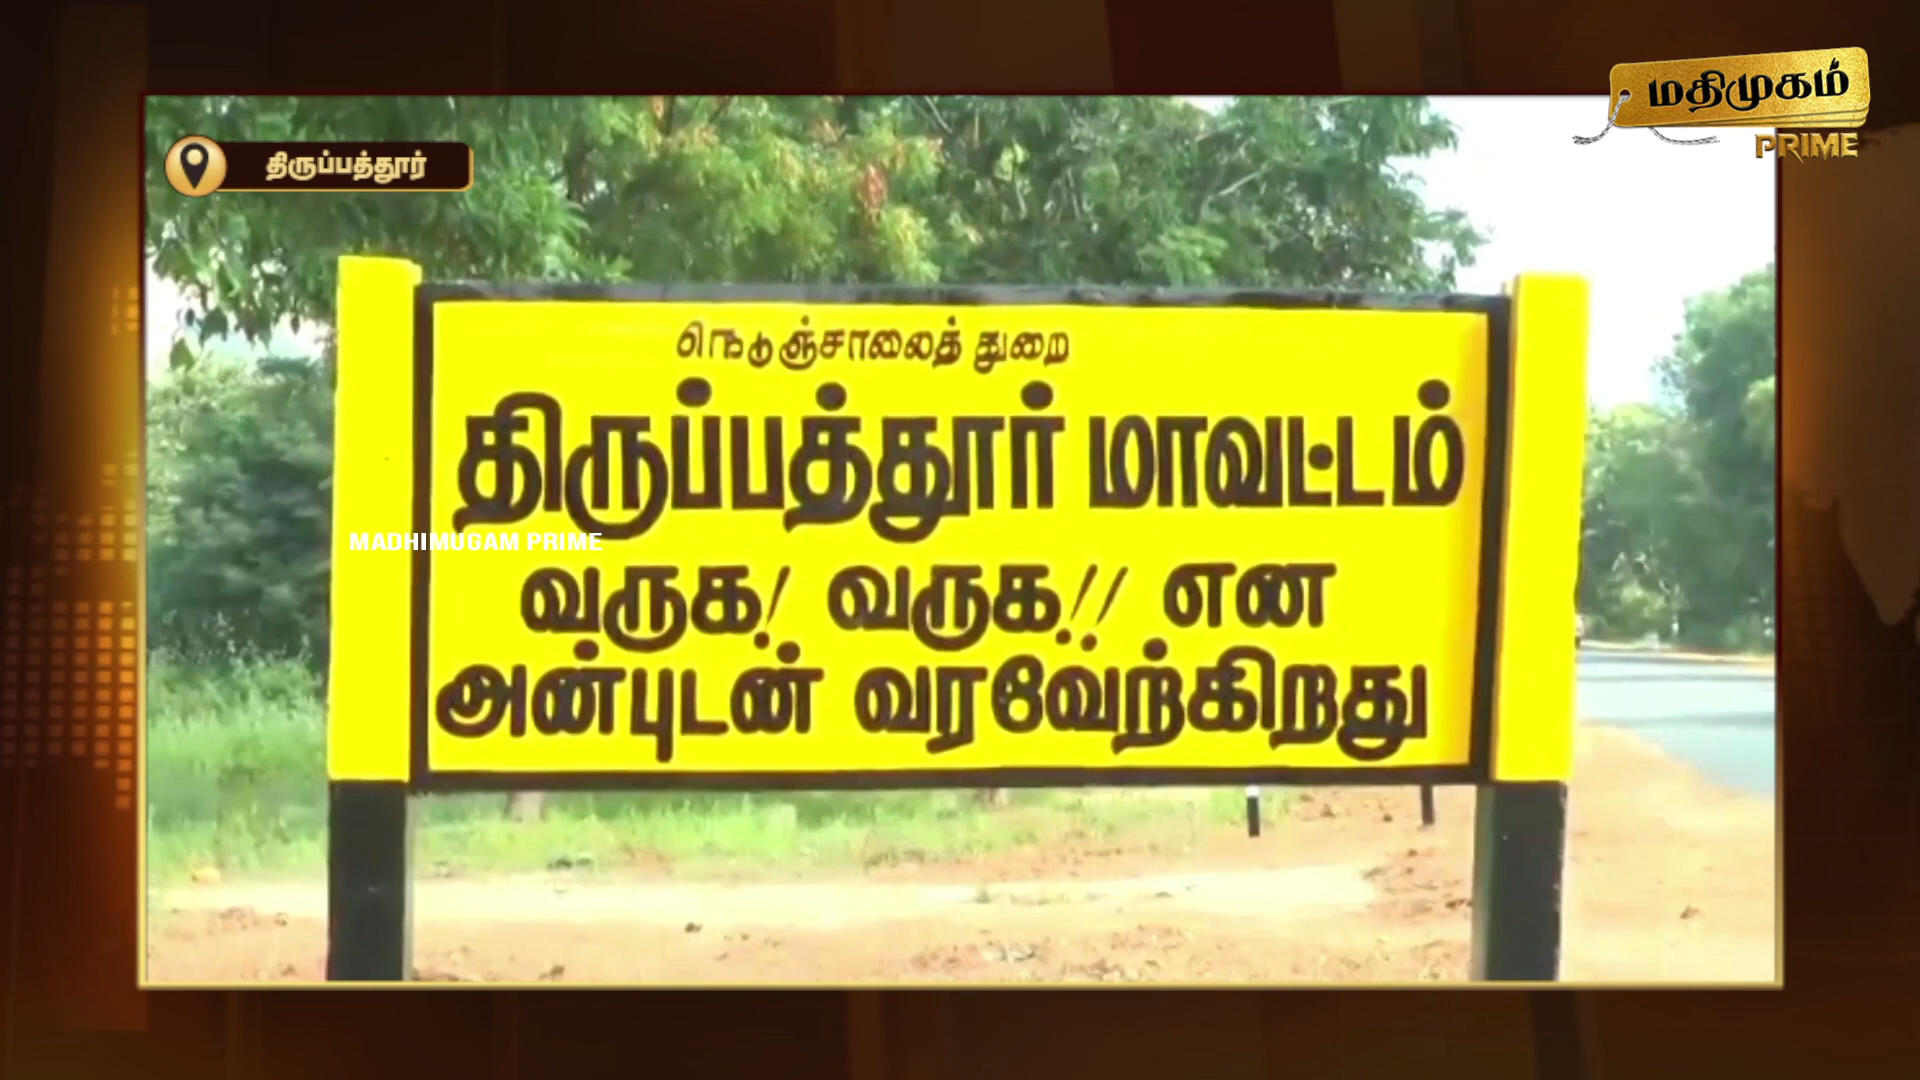 மதிமுகம்
PRIME
திருப்பத்தூர்
நெடுஞ்சாலைத் துறை
திருப்பத்தூர் மாவட்டம்
MADHIMUGAM PRIME
வருக! வருக!! என
அன்புடன் வரவேற்கிறது